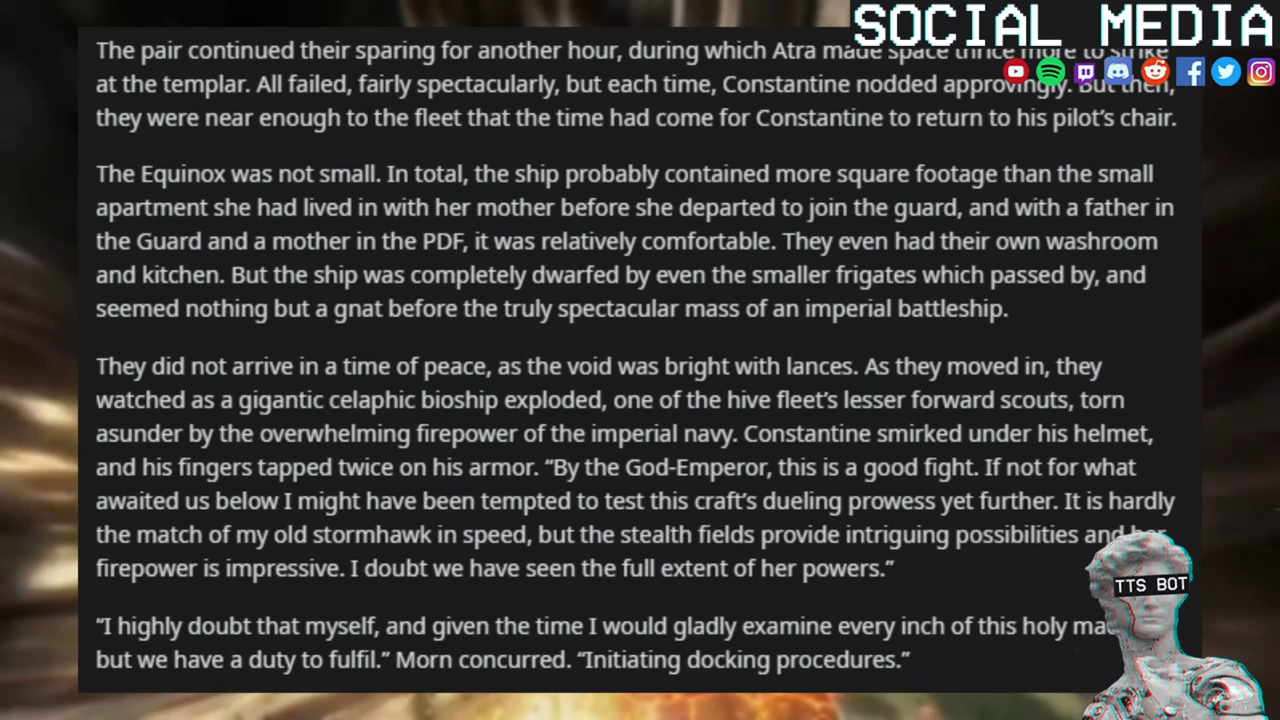 SOCIAL MEDIA
The pair continued their sparing for another hour, during which Atra made space thrice more to strike
at the templar. All failed, fairly spectacularly, but each time, Constantine nodded approvingly. But then,
they were near enough to the fleet that the time had come for Constantine to return to his pilot’s chair.
The Equinox was not small. In total, the ship probably contained more square footage than the small
apartment she had lived in with her mother before she departed to join the guard, and with a father in
the Guard and a mother in the PDF, it was relatively comfortable. They even had their own washroom
and kitchen. But the ship was completely dwarfed by even the smaller frigates which passed by, and
seemed nothing but a gnat before the truly spectacular mass of an imperial battleship.
They did not arrive in a time of peace, as the void was bright with lances. As they moved in, they
watched as a gigantic celaphic bioship exploded, one of the hive fleet’s lesser forward scouts, torn
asunder by the overwhelming firepower of the imperial navy. Constantine smirked under his helmet,
and his fingers tapped twice on his armor. “By the God-Emperor, this is a good fight. If not for what
awaited us below I might have been tempted to test this craft’s dueling prowess yet further. It is hardly
the match of my old stormhawk in speed, but the stealth fields provide intriguing possibilities and her
firepower is impressive. I doubt we have seen the full extent of her powers.”
“I highly doubt that myself, and given the time I would gladly examine every inch of this holy
but we have a duty to fulfil.” Morn concurred. “Initiating docking procedures.”
TTS BOT